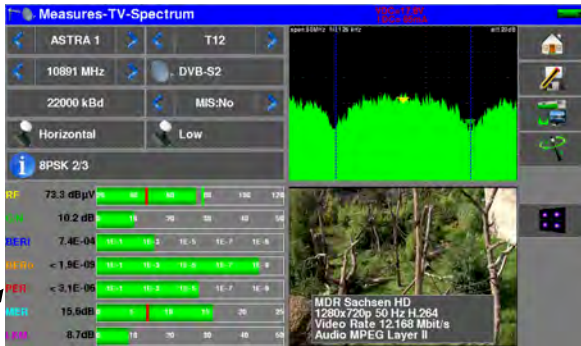 Measures-TV-Spectrum
ASTRA 1
T12
10891 MHz
DVB-S2
22000 kBd
MIS:No
Horizontal
Low
8PSK 2/3
RF 73.3 dBµV
10.2 dB
BERi 7.4E-04
< 1.9E-09
PER < 3.1E-06
MER 15.6dB
8.7dB
MDR Sachsen HD
1280x720p 50 Hz H.264
Video Rate 12.168 Mbit/s
Audio MPEG Layer II